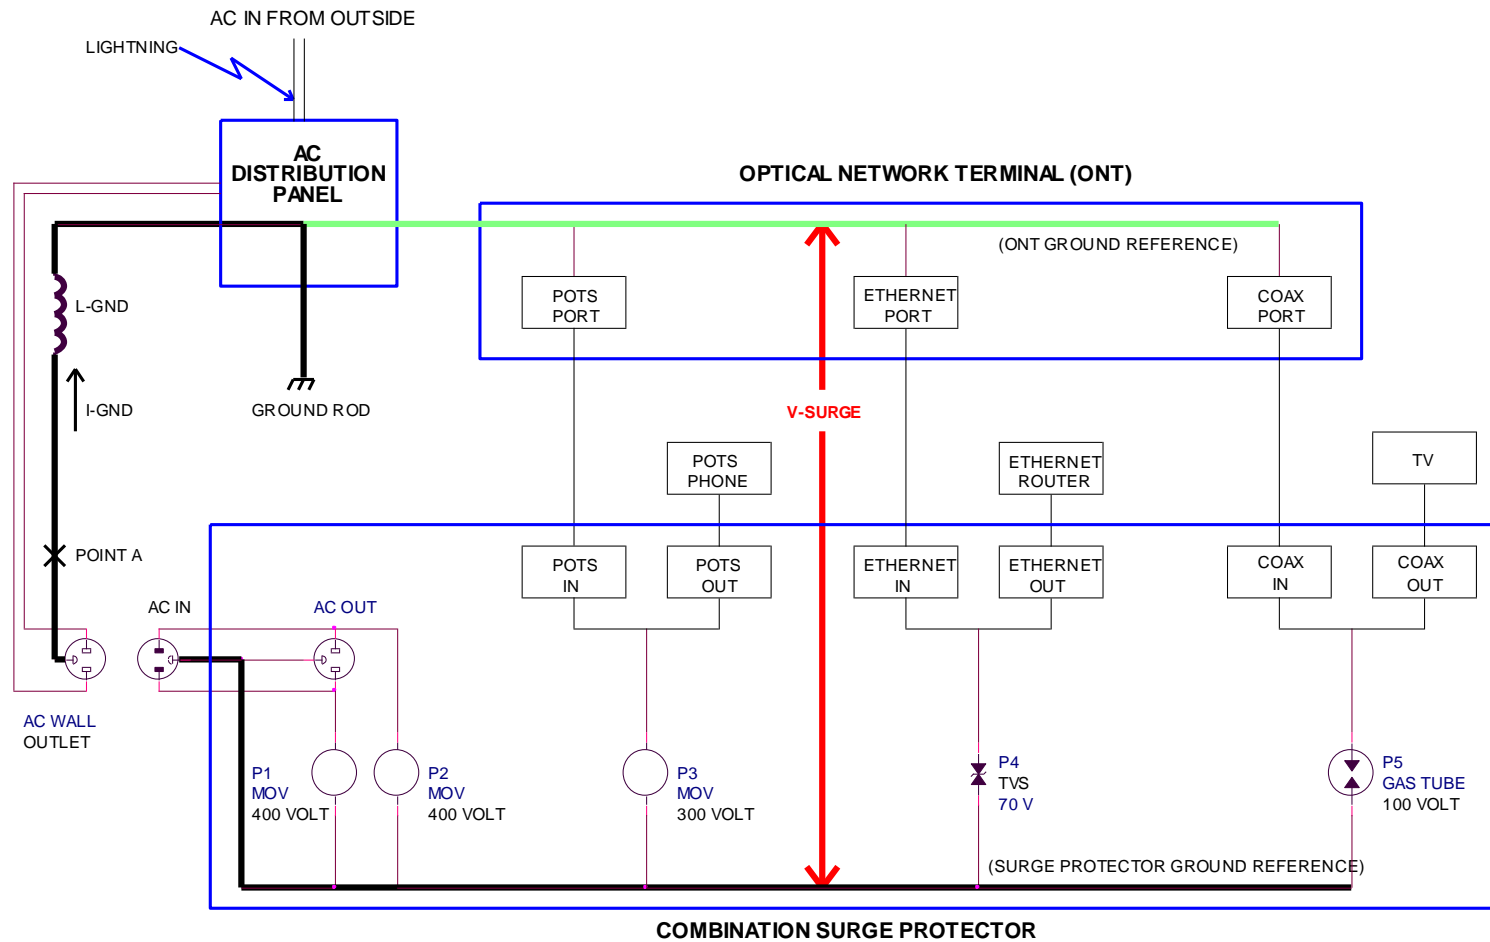 AC IN FROM OUTSIDE
LIGHTNING
AC
DISTRIBUTION
PANEL
OPTICAL NETWORK TERMINAL (ONT)
(ONT GROUND REFERENCE)
L-GND
POTS
PORT
ETHERNET
PORT
COAX
PORT
I-GND
GROUND ROD
V-SURGE
POTS
PHONE
ETHERNET
ROUTER
TV
POINT A
POTS
IN
POTS
OUT
ETHERNET
IN
ETHERNET
OUT
COAX
IN
COAX
OUT
AC IN
AC OUT
AC WALL
OUTLET
P1
MOV
400 VOLT
P2
MOV
400 VOLT
P3
MOV
300 VOLT
P4
TVS
70 V
P5
GAS TUBE
100 VOLT
(SURGE PROTECTOR GROUND REFERENCE)
COMBINATION SURGE PROTECTOR